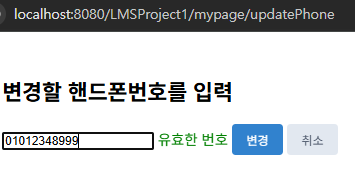 localhost:8080/LMSProject1/mypage/updatePhone
변경할 핸드폰번호를 입력
01012348999 유효한 번호 변경 취소